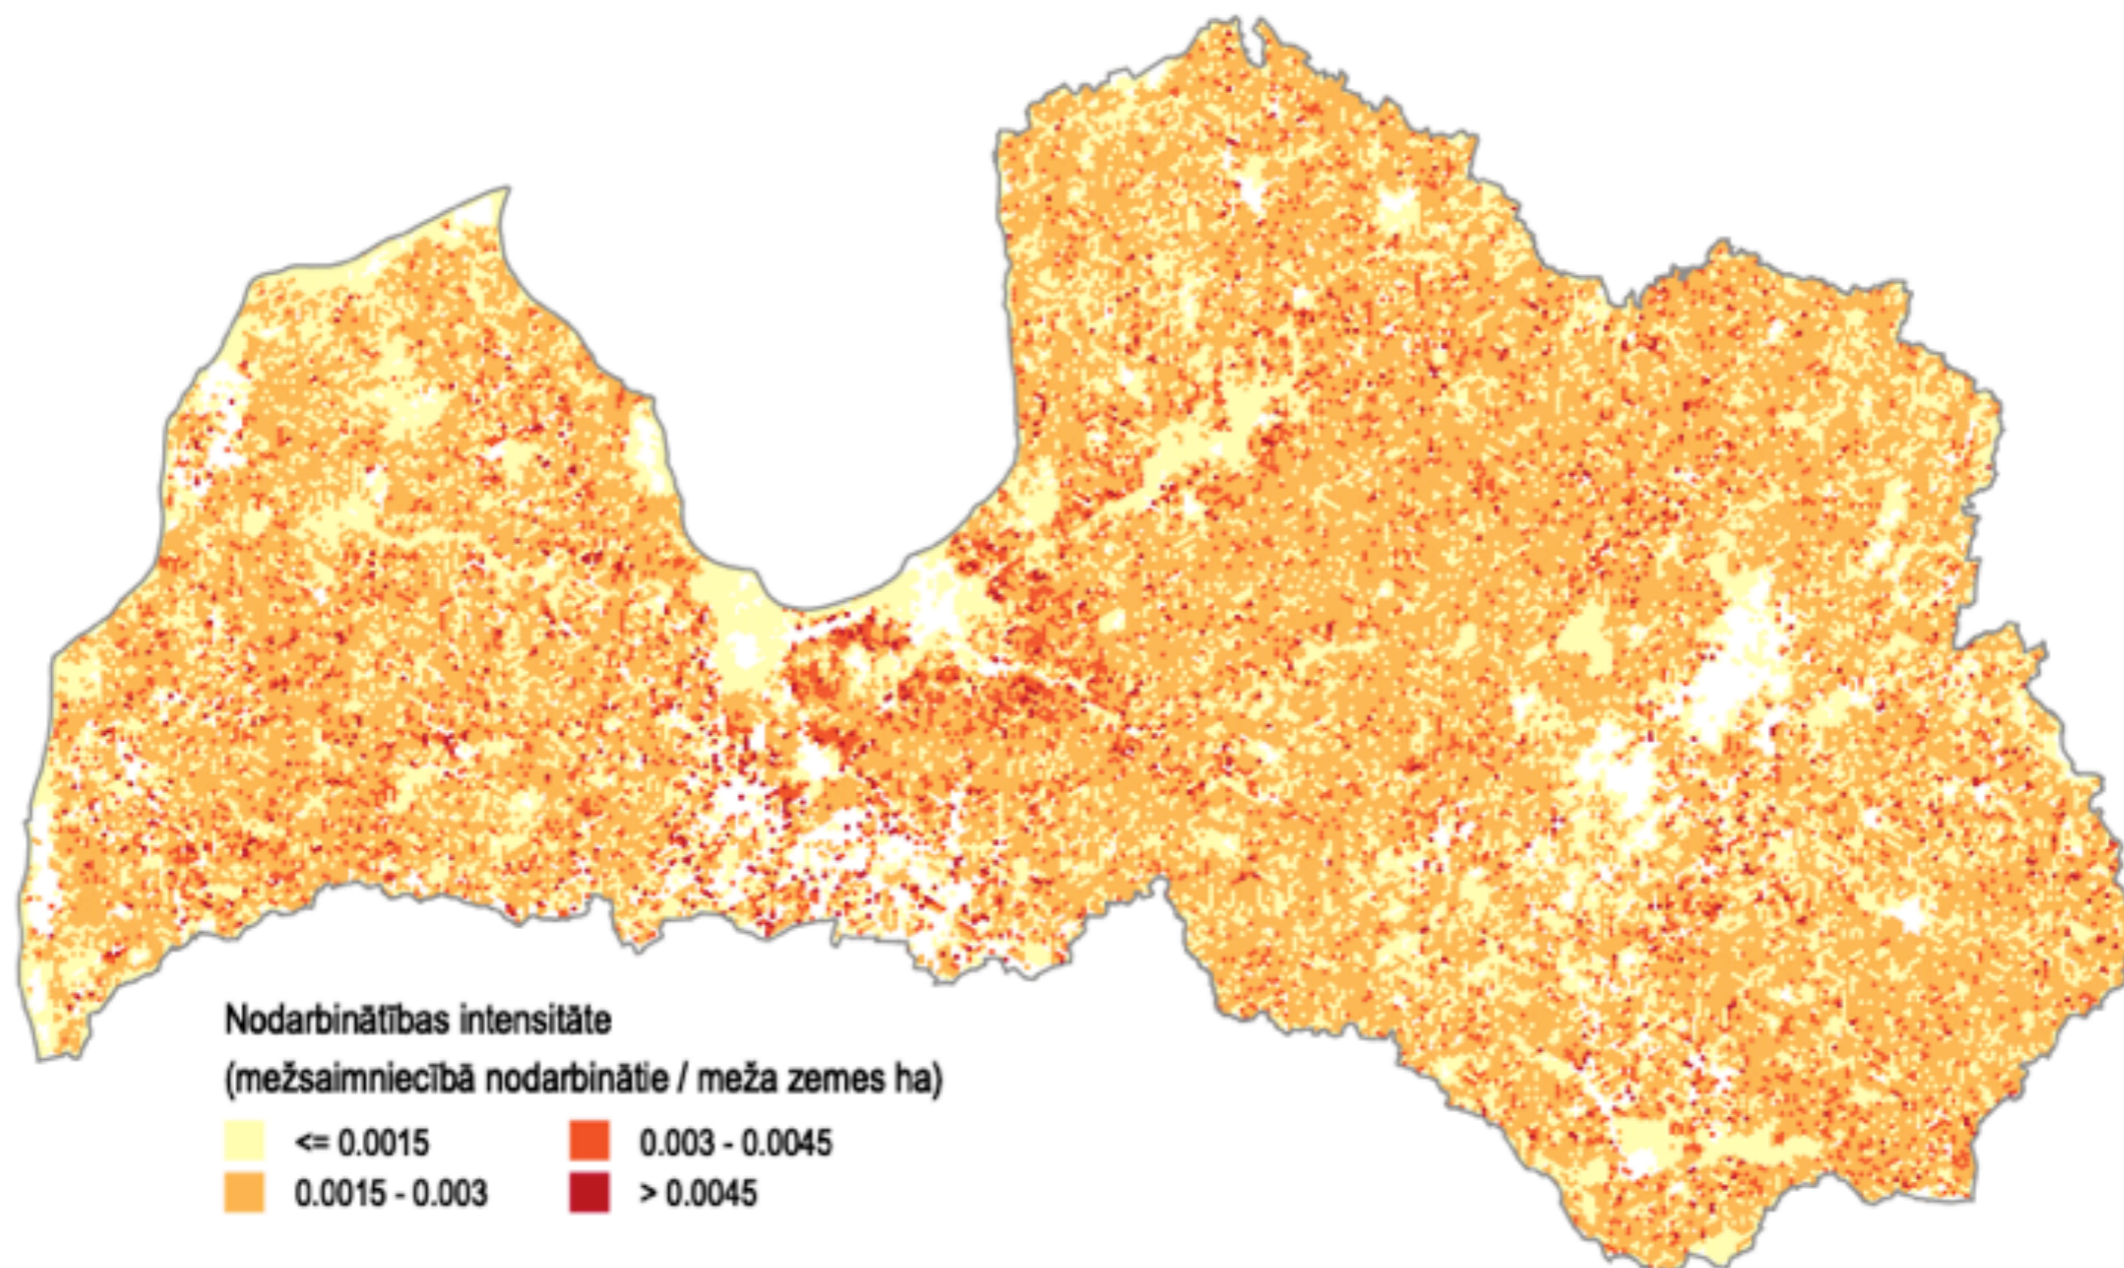 Nodarbinātības intensitāte
(mežsaimniecībā nodarbinātie / meža zemes ha)
<= 0.0015
0.003 - 0.0045
0.0015 - 0.003
> 0.0045